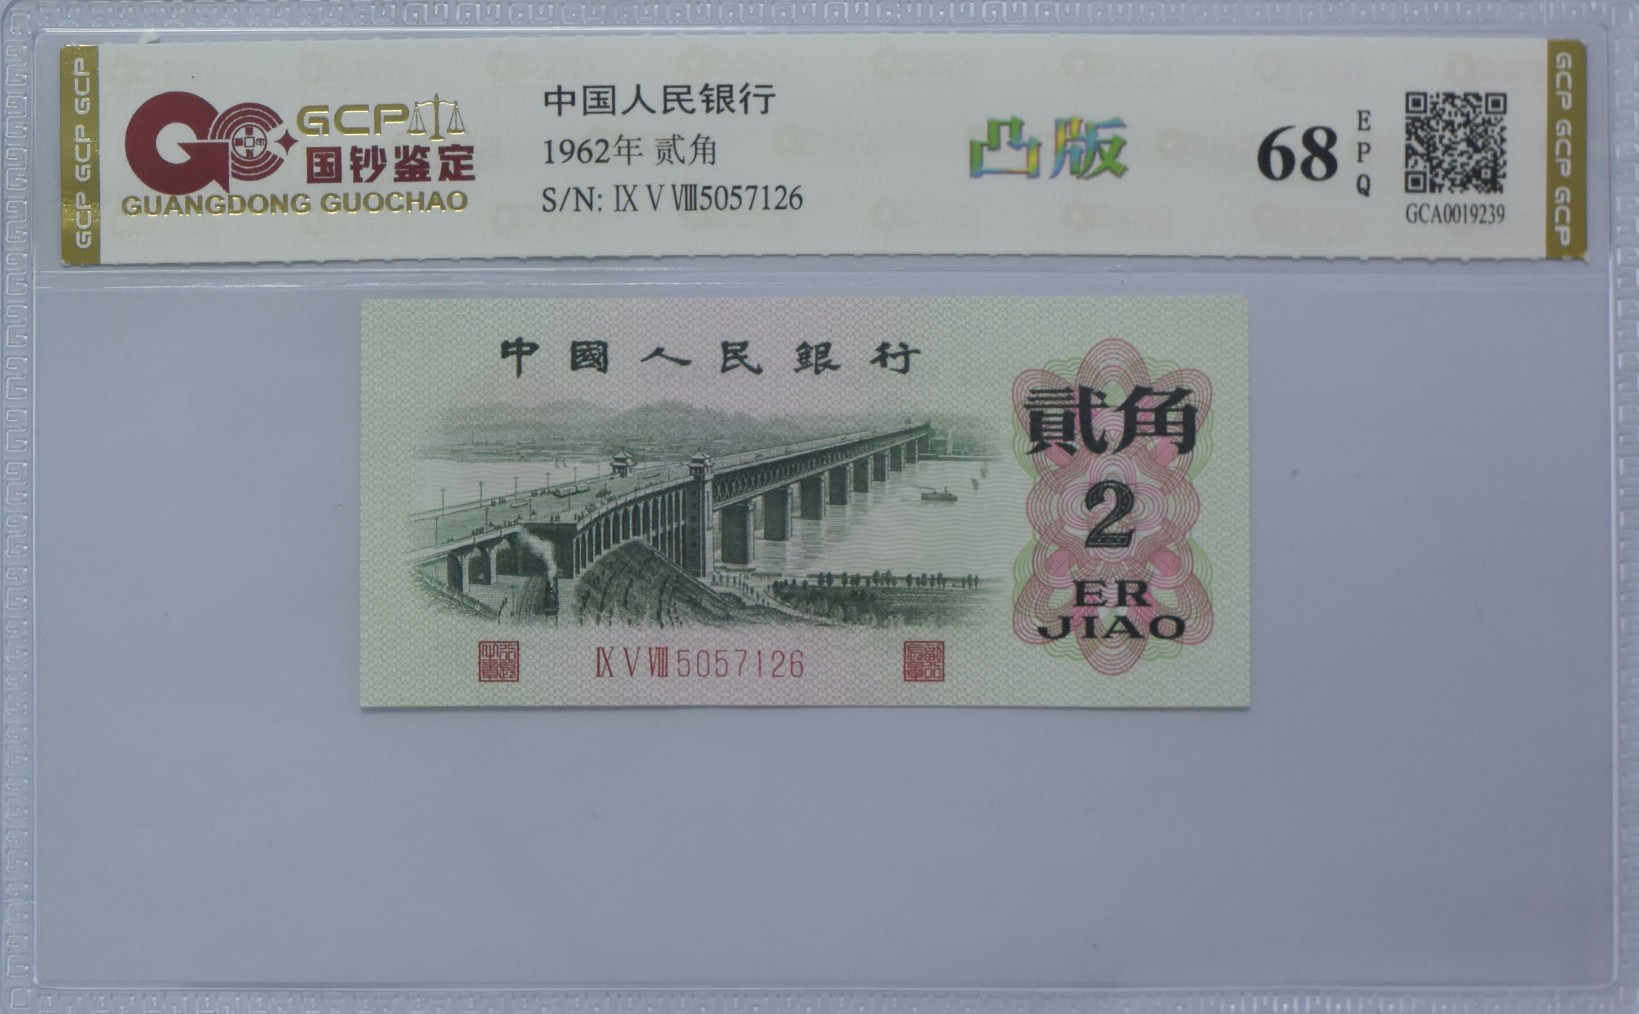 GCP GCP GCP
GCP
国钞鉴定
GUANGDONG GUOCHAO
中国人民银行
1962年 贰角
S/N: Ⅸ Ⅴ Ⅷ5057126
凸版
68
EPQ
GCA0019239
GCP GCP GCP
中國人民銀行
貳角
2
ER
JIAO
Ⅸ Ⅴ Ⅷ 5057126